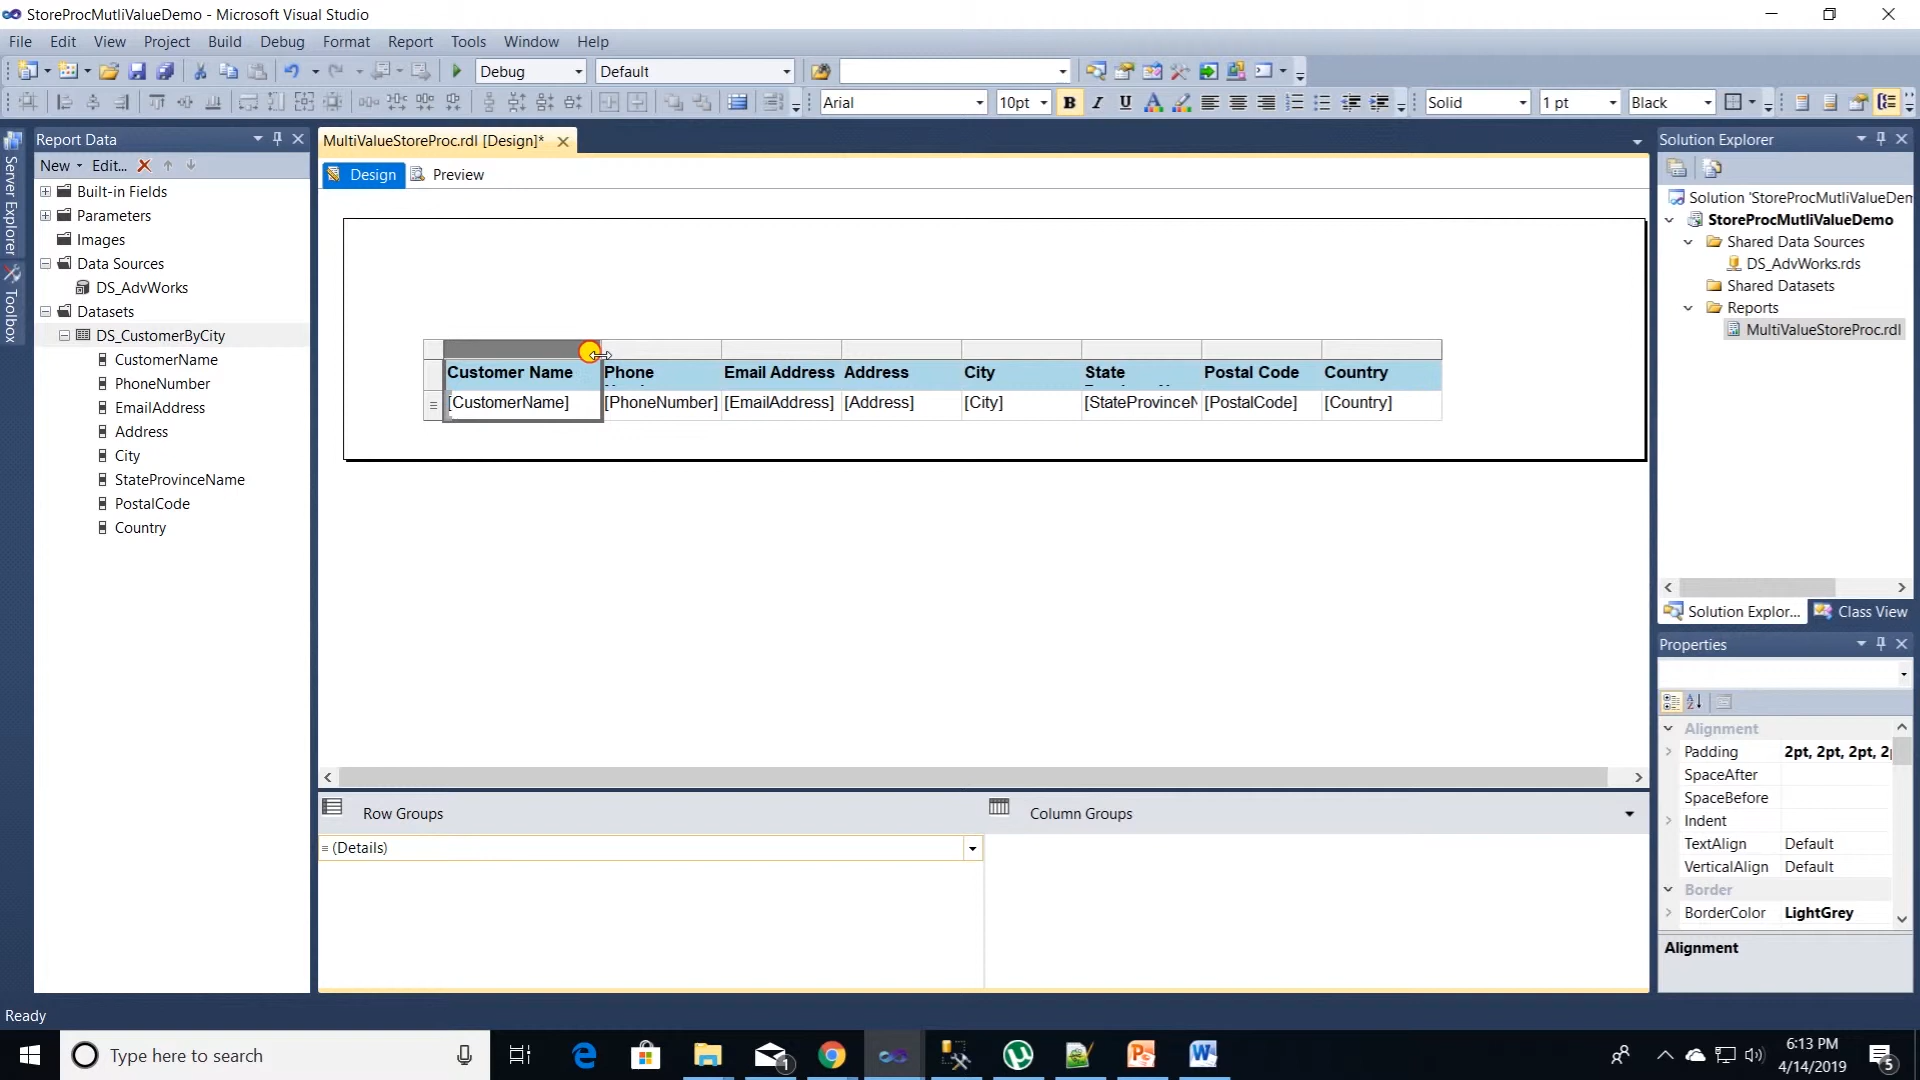 StoreProcMutliValueDemo - Microsoft Visual Studio
File Edit View Project Build Debug Format Report Tools Window Help
Debug Default
Arial 10pt B I U A Solid 1 pt Black
Server Explorer
Toolbox
Report Data
New Edit...
Built-in Fields
Parameters
Images
Data Sources
DS_AdvWorks
Datasets
DS_CustomerByCity
CustomerName
PhoneNumber
EmailAddress
Address
City
StateProvinceName
PostalCode
Country
MultiValueStoreProc.rdl [Design]*
Design Preview
Customer Name Phone Email Address Address City State Postal Code Country
[CustomerName] [PhoneNumber] [EmailAddress] [Address] [City] [StateProvinceN [PostalCode] [Country]
Row Groups
Column Groups
(Details)
Solution Explorer
Solution 'StoreProcMutliValueDem
StoreProcMutliValueDemo
Shared Data Sources
DS_AdvWorks.rds
Shared Datasets
Reports
MultiValueStoreProc.rdl
Solution Explor... Class View
Properties
Alignment
Padding 2pt, 2pt, 2pt, 2
SpaceAfter
SpaceBefore
Indent
TextAlign Default
VerticalAlign Default
Border
BorderColor LightGrey
Alignment
Ready
Type here to search
1
6:13 PM
4/14/2019
5